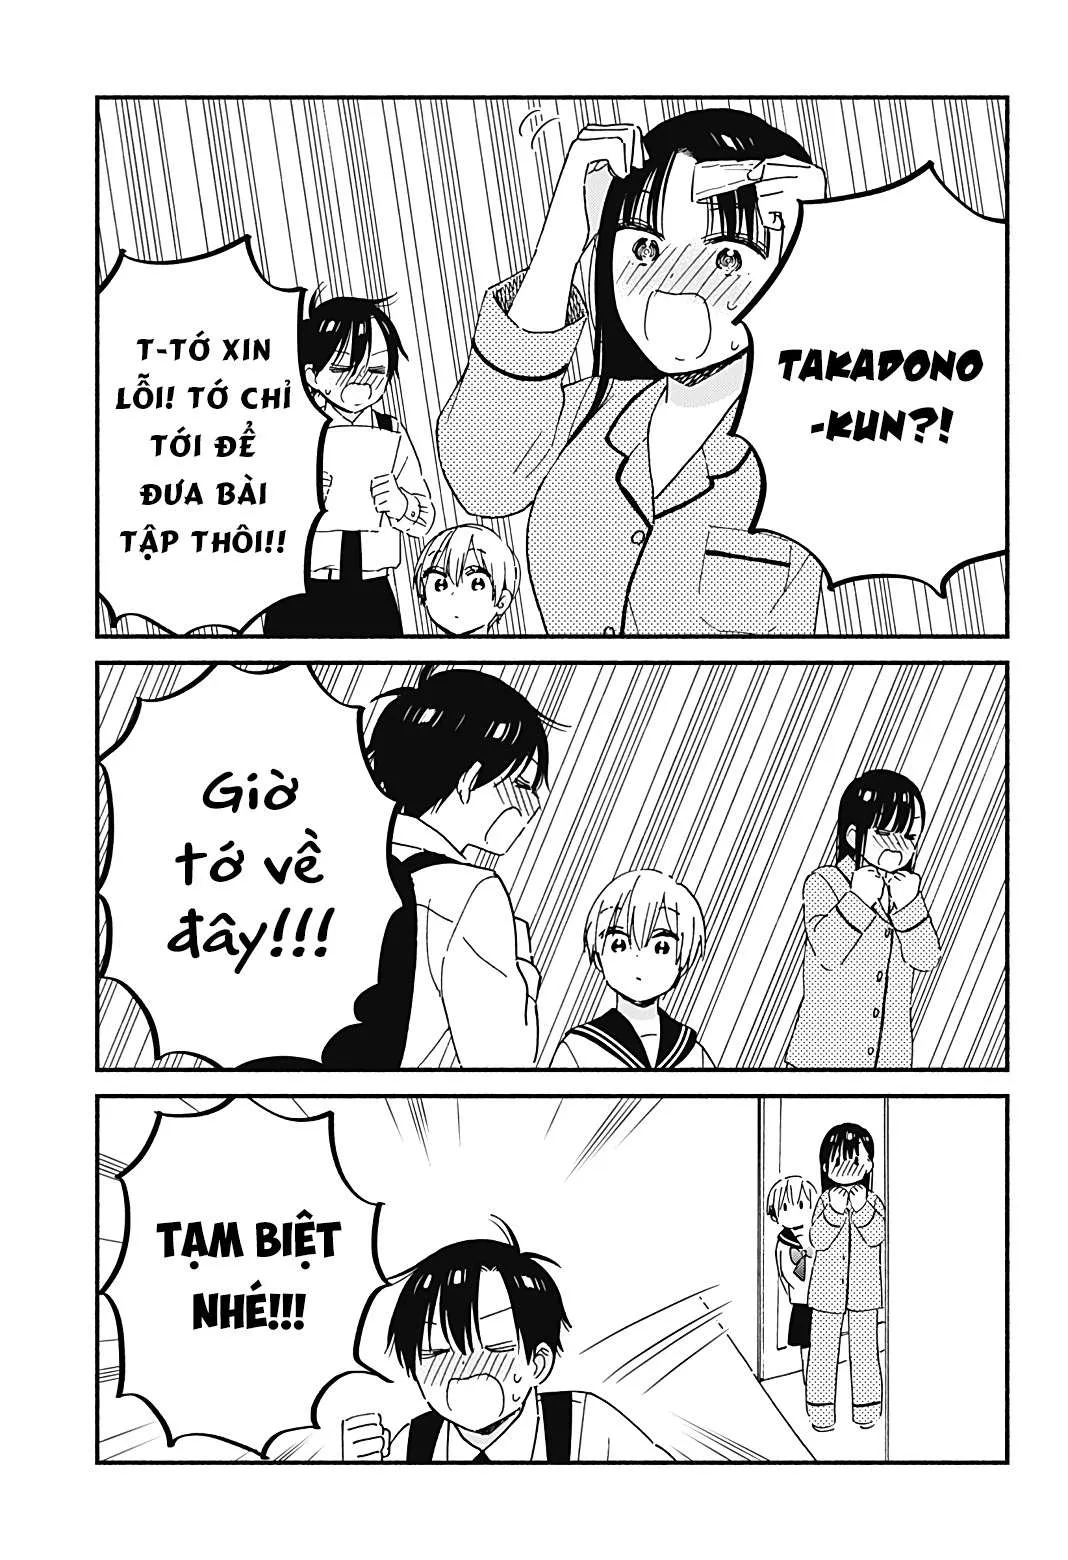 TAKADONO
-KUN?!
T-TỚ XIN
LỖI! TỚ CHỈ
TỚI ĐỂ
ĐƯA BÀI
TẬP THÔI!!
Giờ
tớ về
đây!!!
TẠM BIỆT
NHÉ!!!